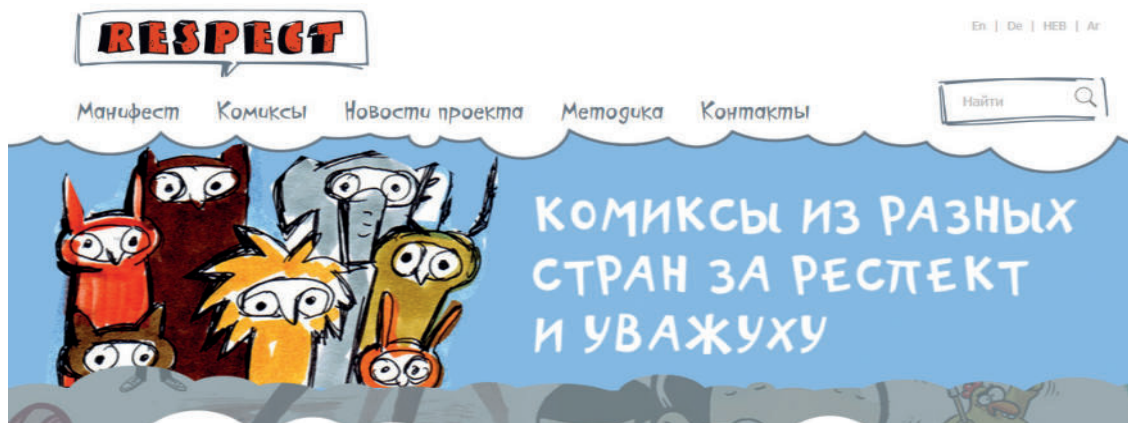 RESPECT
En | De | HEB | Ar
Найти
Манифест Комиксы Новости проекта Методика Контакты
КОМИКСЫ ИЗ РАЗНЫХ
СТРАН ЗА РЕСПЕКТ
И УВАЖУХУ